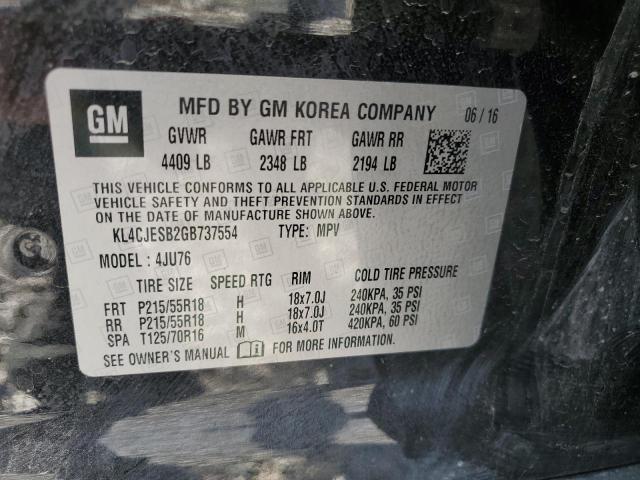 GM MFD BY GM KOREA COMPANY 06 / 16
GVWR GAWR FRT GAWR RR
4409 LB 2348 LB 2194 LB
THIS VEHICLE CONFORMS TO ALL APPLICABLE U.S. FEDERAL MOTOR
VEHICLE SAFETY AND THEFT PREVENTION STANDARDS IN EFFECT
ON THE DATE OF MANUFACTURE SHOWN ABOVE.
KL4CJESB2GB737554 TYPE: MPV
MODEL : 4JU76
TIRE SIZE SPEED RTG RIM COLD TIRE PRESSURE
FRT P215/55R18 H 18x7.0J 240KPA, 35 PSI
RR P215/55R18 H 18x7.0J 240KPA, 35 PSI
SPA T125/70R16 M 16x4.0T 420KPA, 60 PSI
SEE OWNER'S MANUAL FOR MORE INFORMATION.